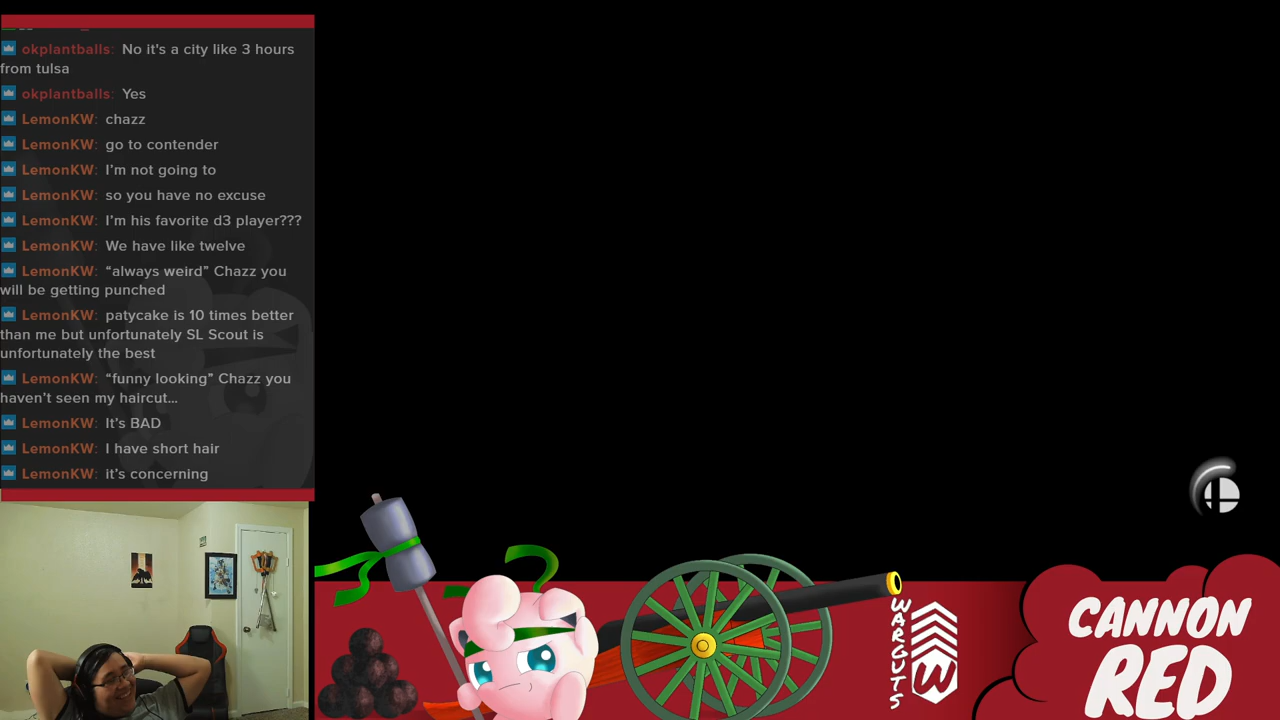 okplantballs: No it's a city like 3 hours
from tulsa
okplantballs: Yes
LemonKW: chazz
LemonKW: go to contender
LemonKW: I'm not going to
LemonKW: so you have no excuse
LemonKW: I'm his favorite d3 player???
LemonKW: We have like twelve
LemonKW: “always weird” Chazz you
will be getting punched
LemonKW: patycake is 10 times better
than me but unfortunately SL Scout is
unfortunately the best
LemonKW: “funny looking” Chazz you
haven't seen my haircut...
LemonKW: It's BAD
LemonKW: I have short hair
LemonKW: it's concerning
WARGUTS
W
CANNON
RED